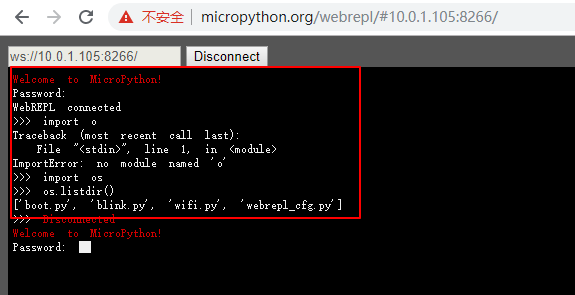 不安全 micropython.org/webrepl/#10.0.1.105:8266/
ws://10.0.1.105:8266/ Disconnect
Welcome to MicroPython!
Password:
WebREPL connected
>>> import o
Traceback (most recent call last):
File "<stdin>", line 1, in <module>
ImportError: no module named 'o'
>>> import os
>>> os.listdir()
['boot.py', 'blink.py', 'wifi.py', 'webrepl_cfg.py']
>>> Disconnected
Welcome to MicroPython!
Password: